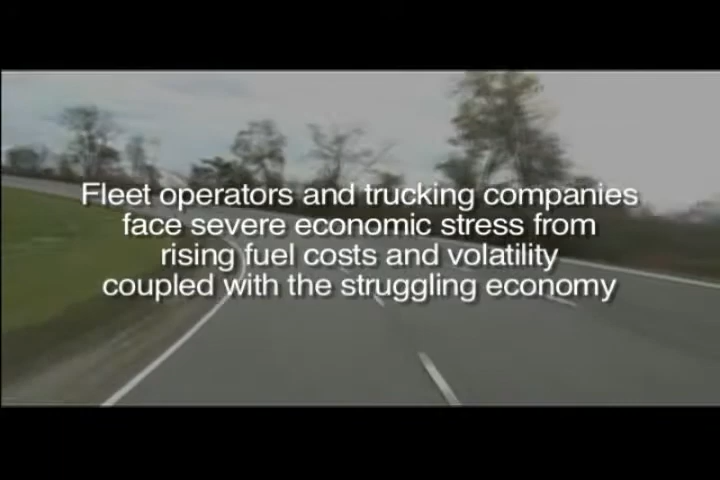 Fleet operators and trucking companies
face severe economic stress from
rising fuel costs and volatility
coupled with the struggling economy